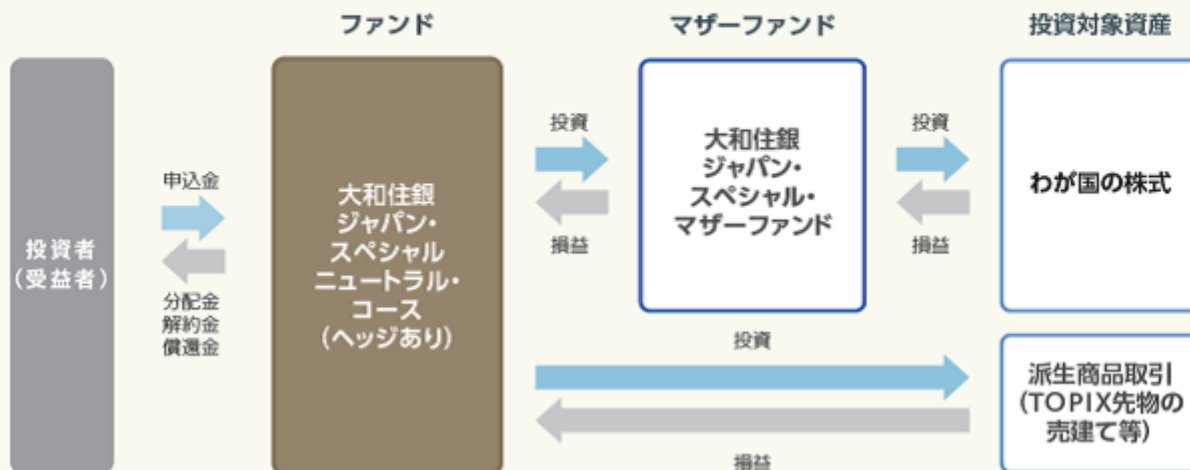 ファンド
マザーファンド
投資対象資産
投資者
（受益者）
申込金
分配金
解約金
償還金
大和住銀
ジャパン・
スペシャル
ニュートラル・
コース
（ヘッジあり）
投資
損益
大和住銀
ジャパン・
スペシャル・
マザーファンド
投資
損益
わが国の株式
投資
損益
派生商品取引
（TOPIX先物の
売建て等）